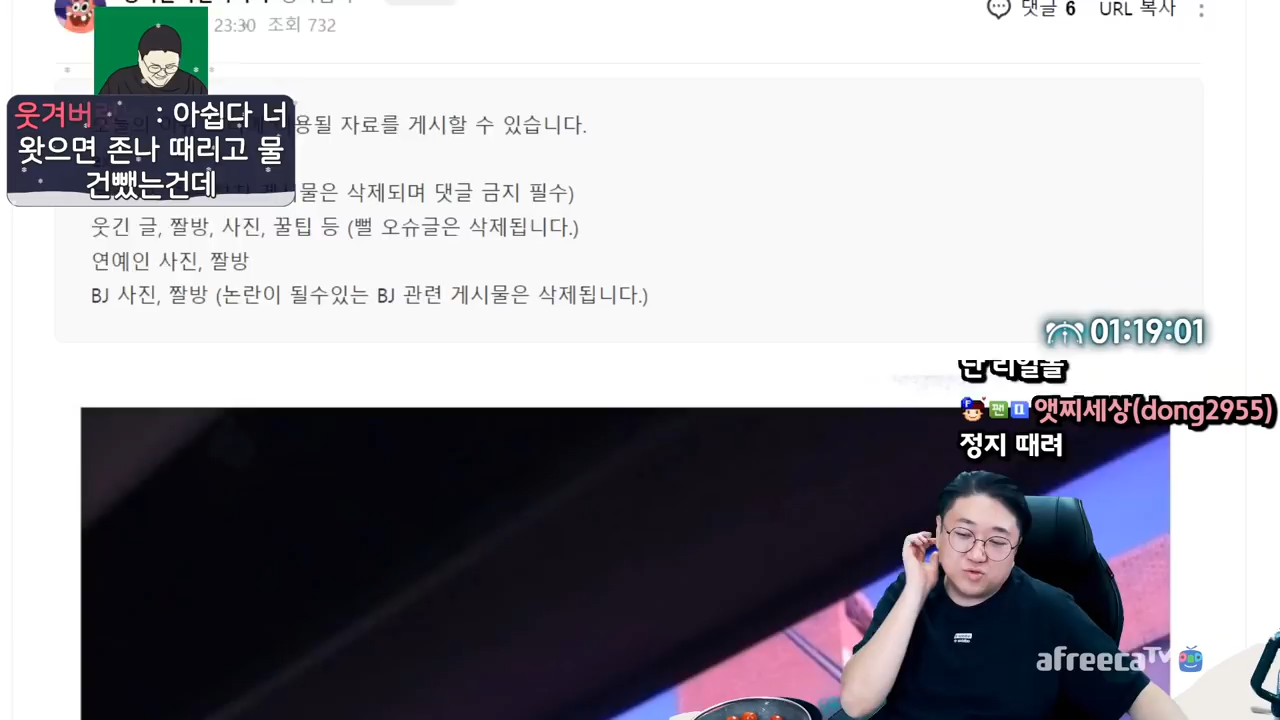 23:30 조회 732
댓글 6 URL 복사
웃겨버 : 아쉽다 너
왓으면 존나 때리고 물
건뺐는건데
용될 자료를 게시할 수 있습니다.
게시물은 삭제되며 댓글 금지 필수)
웃긴 글, 짤방, 사진, 꿀팁 등 (뻘 오슈글은 삭제됩니다.)
연예인 사진, 짤방
BJ 사진, 짤방 (논란이 될수있는 BJ 관련 게시물은 삭제됩니다.)
01:19:01
팬 앳찌세상(dong2955)
정지 때려
afreecaTV